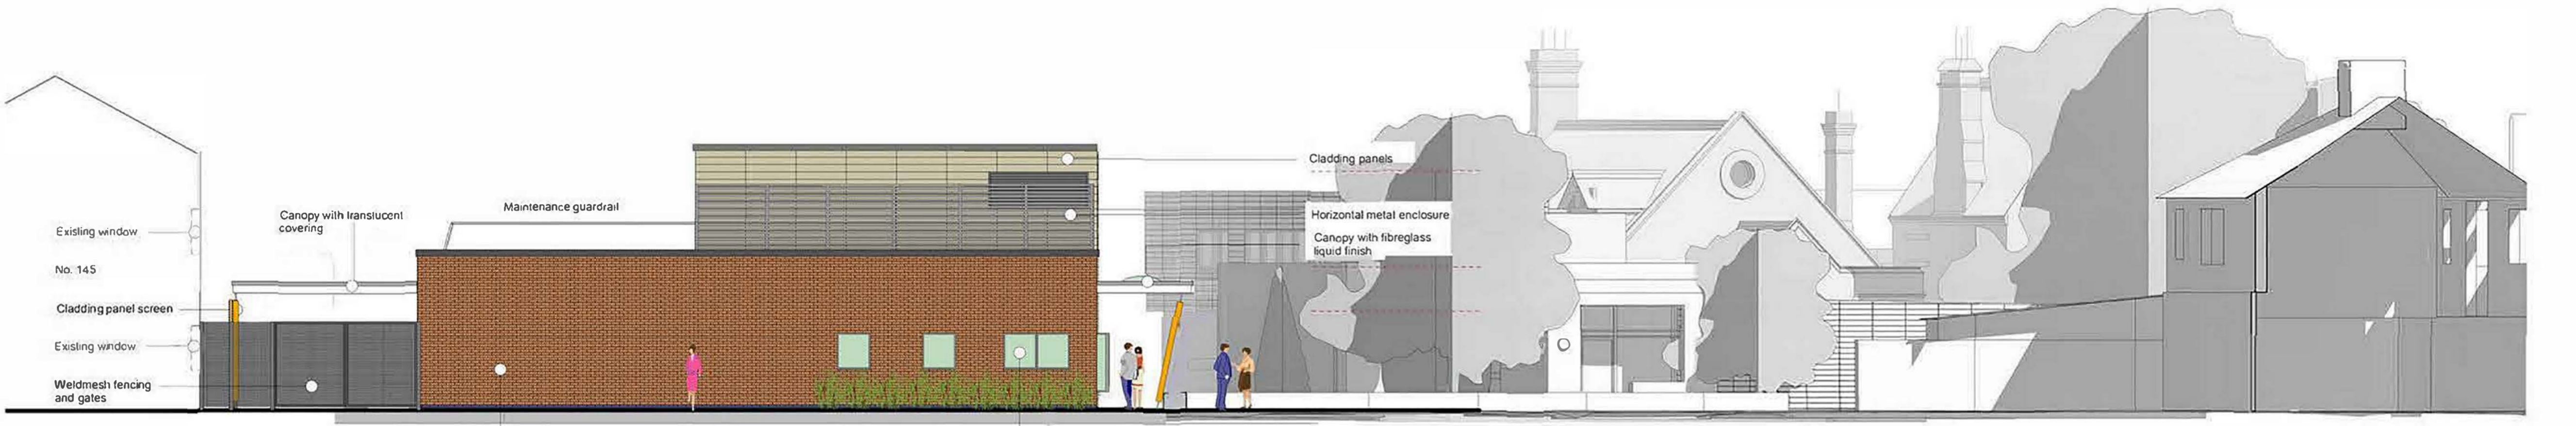 Existing window
No. 145
Cladding panel screen
Existing window
Weldmesh fencing
and gates
Canopy with translucent
covering
Maintenance guardrail
Cladding panels
Horizontal metal enclosure
Canopy with fibreglass
liquid finish